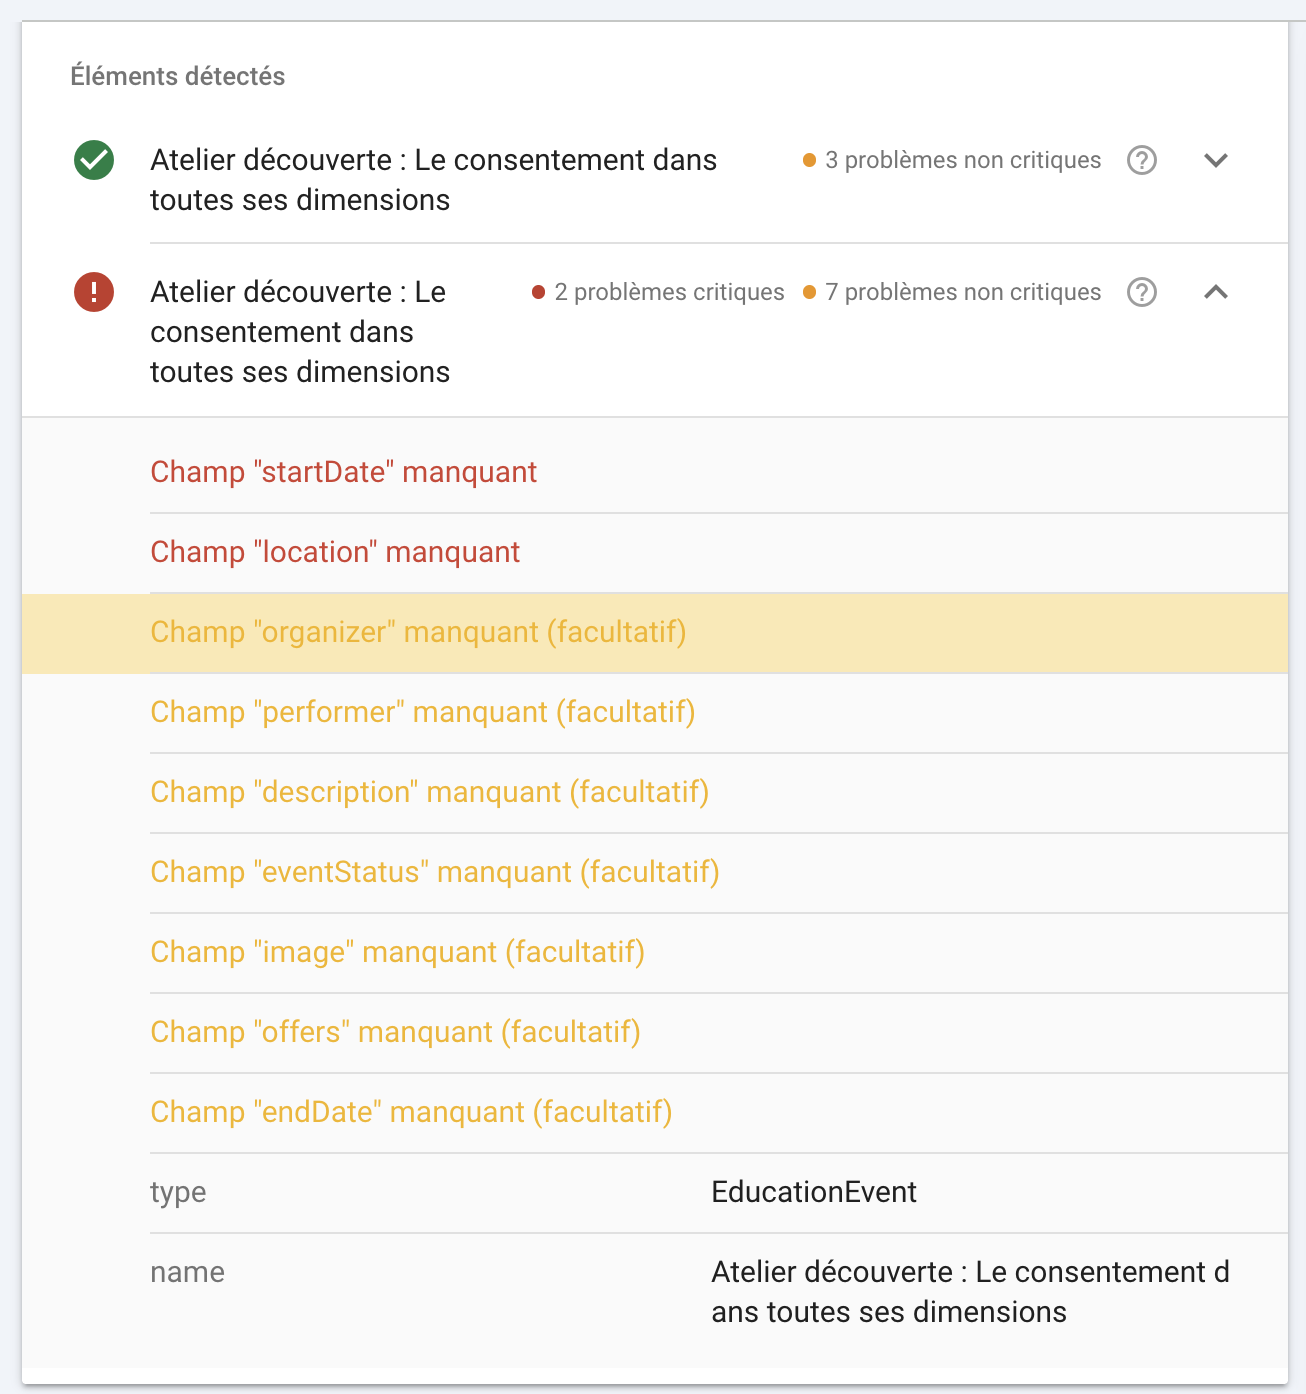 Éléments détectés
Atelier découverte : Le consentement dans
toutes ses dimensions
3 problèmes non critiques
Atelier découverte : Le
consentement dans
toutes ses dimensions
2 problèmes critiques
7 problèmes non critiques
Champ "startDate" manquant
Champ "location" manquant
Champ "organizer" manquant (facultatif)
Champ "performer" manquant (facultatif)
Champ "description" manquant (facultatif)
Champ "eventStatus" manquant (facultatif)
Champ "image" manquant (facultatif)
Champ "offers" manquant (facultatif)
Champ "endDate" manquant (facultatif)
type EducationEvent
name Atelier découverte : Le consentement d
ans toutes ses dimensions